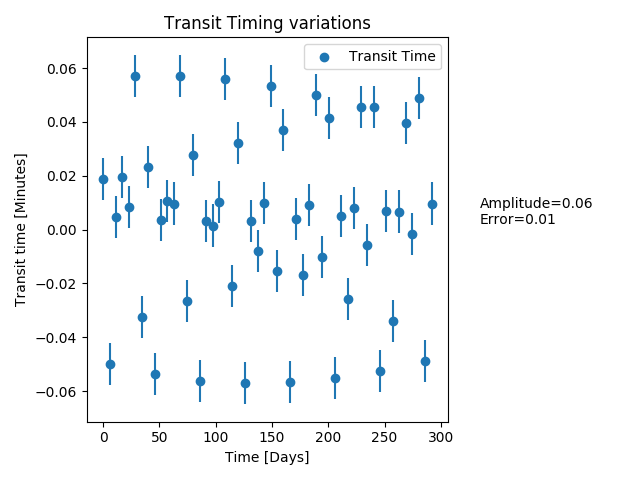 Transit Timing variations
Transit Time
Transit time [Minutes]
0.06
0.04
0.02
0.00
−0.02
−0.04
−0.06
Amplitude=0.06
Error=0.01
0 50 100 150 200 250 300
Time [Days]